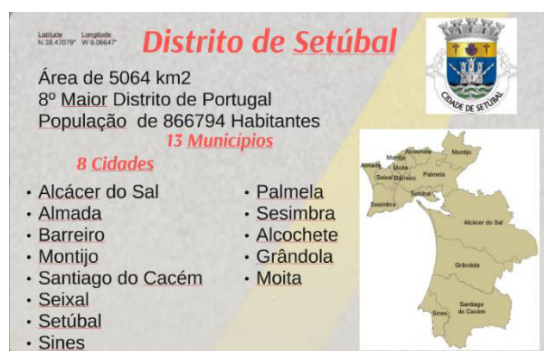 Latitude Longitude
N 38.47079° W 9.06647°
Distrito de Setúbal
Área de 5064 km2
8º Maior Distrito de Portugal
População de 866794 Habitantes
13 Municípios
8 Cidades
• Alcácer do Sal
• Almada
• Barreiro
• Montijo
• Santiago do Cacém
• Seixal
• Setúbal
• Sines
• Palmela
• Sesimbra
• Alcochete
• Grândola
• Moita
CIDADE DE SETÚBAL
Alcochete
Montijo
Montijo
Almada
Moita
Seixal
Barreiro
Palmela
Setúbal
Sesimbra
Alcácer do Sal
Grândola
Santiago
do Cacém
Sines